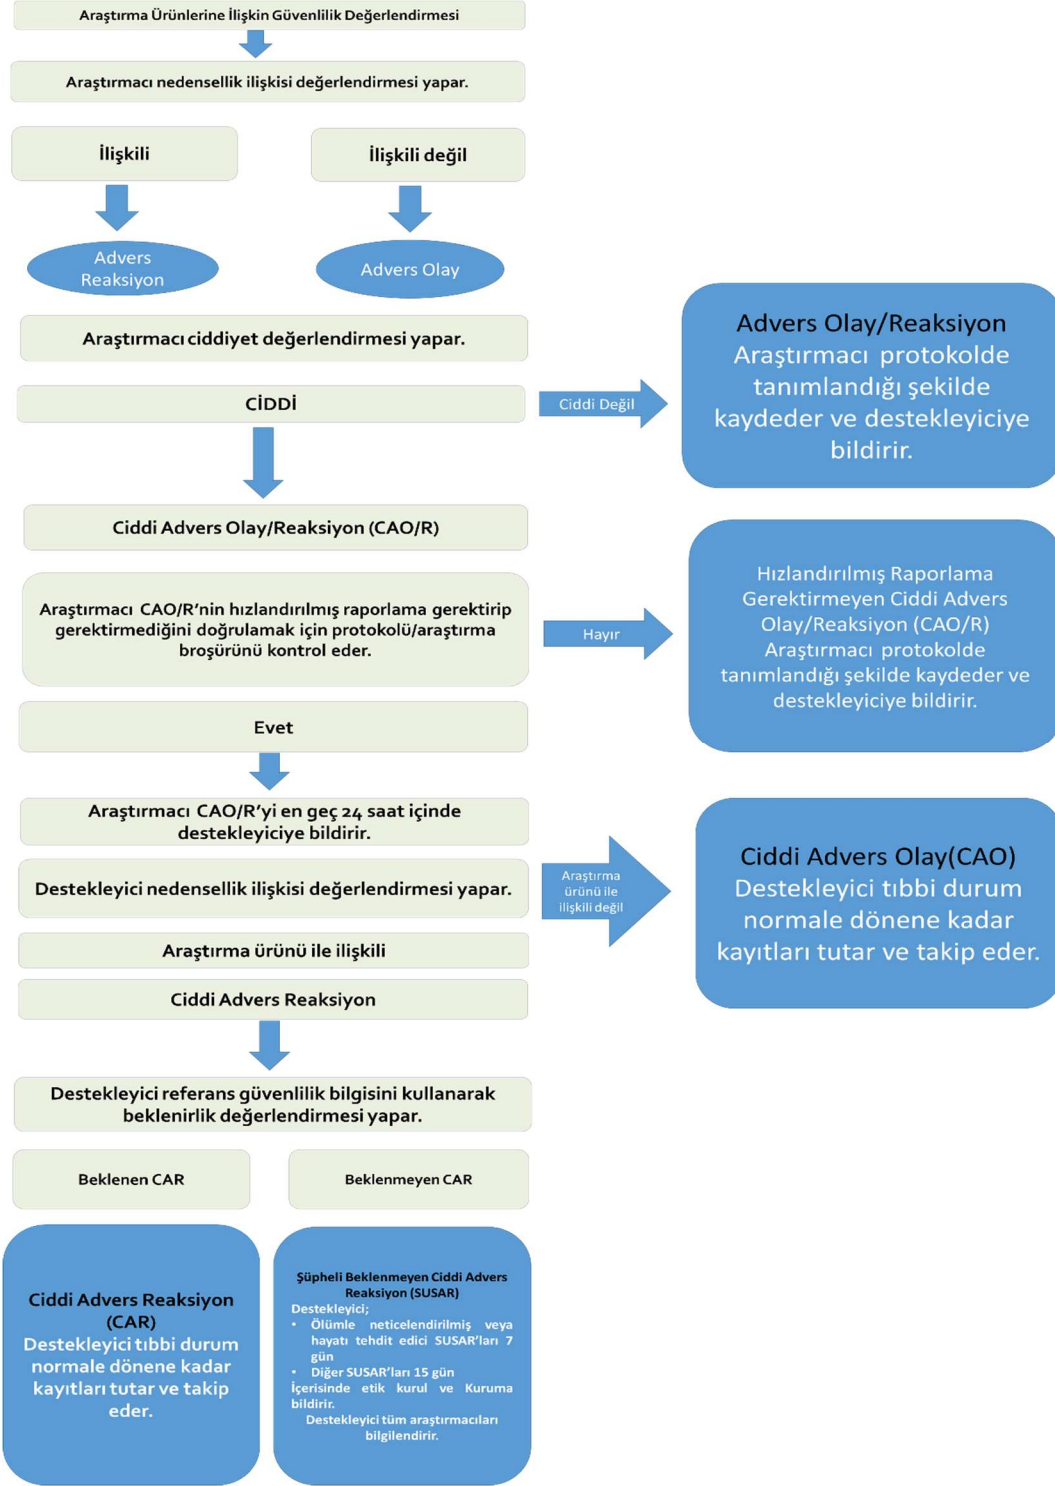 Araştırma Ürünlerine İlişkin Güvenlilik Değerlendirmesi
Araştırmacı nedensellik ilişkisi değerlendirmesi yapar.
İlişkili
İlişkili değil
Advers
Reaksiyon
Advers Olay
Araştırmacı ciddiyet değerlendirmesi yapar.
CİDDİ
Ciddi Değil
Advers Olay/Reaksiyon
Araştırmacı protokolde
tanımlandığı şekilde
kaydeder ve destekleyiciye
bildirir.
Ciddi Advers Olay/Reaksiyon (CAO/R)
Araştırmacı CAO/R'nin hızlandırılmış raporlama gerektirip
gerektirmediğini doğrulamak için protokolü/araştırma
broşürünü kontrol eder.
Hayır
Hızlandırılmış Raporlama
Gerektirmeyen Ciddi Advers
Olay/Reaksiyon (CAO/R)
Araştırmacı protokolde
tanımlandığı şekilde kaydeder ve
destekleyiciye bildirir.
Evet
Araştırmacı CAO/R'yi en geç 24 saat içinde
destekleyiciye bildirir.
Destekleyici nedensellik ilişkisi değerlendirmesi yapar.
Araştırma
ürünü ile
ilişkili değil
Ciddi Advers Olay(CAO)
Destekleyici tıbbi durum
normale dönene kadar
kayıtları tutar ve takip eder.
Araştırma ürünü ile ilişkili
Ciddi Advers Reaksiyon
Destekleyici referans güvenlilik bilgisini kullanarak
beklenirlik değerlendirmesi yapar.
Beklenen CAR
Beklenmeyen CAR
Ciddi Advers Reaksiyon
(CAR)
Destekleyici tıbbi durum
normale dönene kadar
kayıtları tutar ve takip
eder.
Şüpheli Beklenmeyen Ciddi Advers
Reaksiyon (SUSAR)
Destekleyici;
• Ölümle neticelendirilmiş veya
hayatı tehdit edici SUSAR'ları 7
gün
• Diğer SUSAR'ları 15 gün
İçerisinde etik kurul ve Kuruma
bildirir.
Destekleyici tüm araştırmacıları
bilgilendirir.